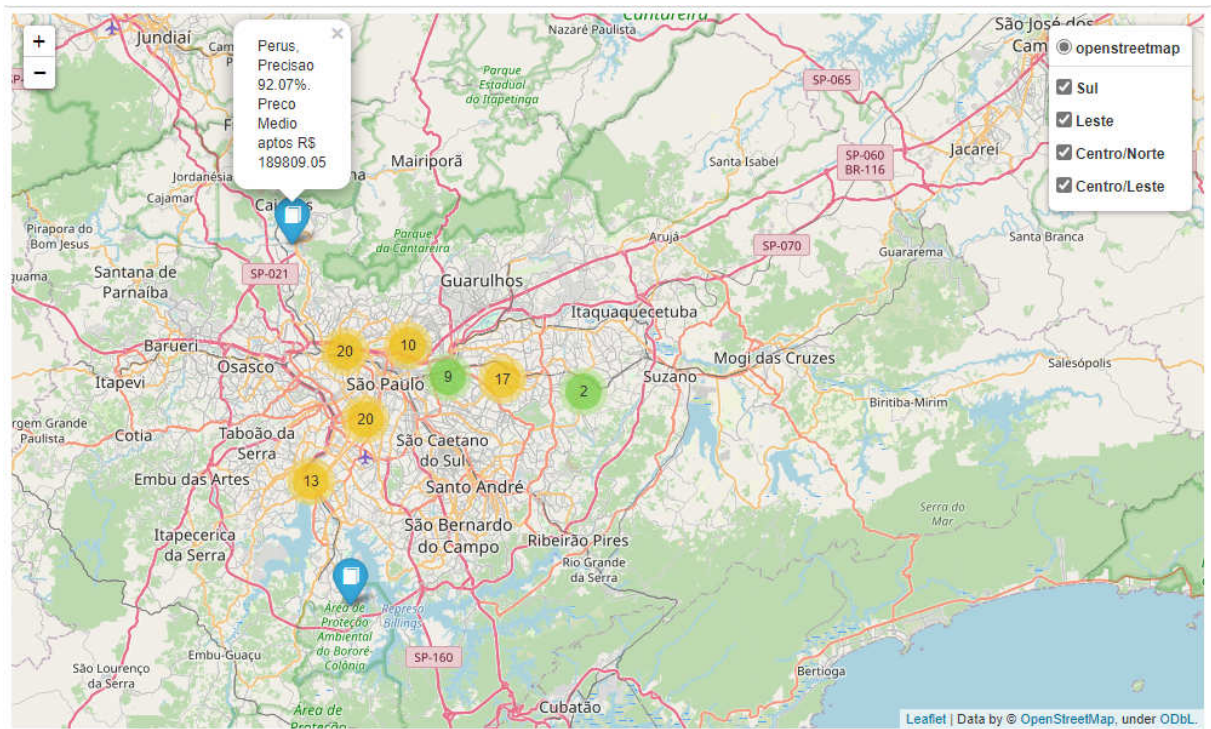 +
−
Jundiaí
Perus,
Precisao
92.07%.
Preco
Medio
aptos R$
189809.05
×
Cantareira
Nazaré Paulista
São José dos
openstreetmap
Sul
Leste
Centro/Norte
Centro/Leste
Parque
Estadual
do Itapetinga
SP-065
SP-060
BR-116
Jacareí
Mairiporã
Santa Isabel
Jordanésia
Cajamar
Pirapora do
Bom Jesus
Parque
da Cantareira
Arujá
SP-070
Santa Branca
Guararema
Santana de
Parnaíba
SP-021
Guarulhos
Itaquaquecetuba
Barueri
Osasco
20
10
9
17
2
São Paulo
Suzano
Mogi das Cruzes
Salesópolis
Itapevi
Biritiba-Mirim
Cotia
Taboão da
Serra
20
São Caetano
do Sul
Embu das Artes
13
Santo André
Serra do
Mar
Itapecerica
da Serra
São Bernardo
do Campo
Ribeirão Pires
Rio Grande
da Serra
Área de
Proteção
Ambiental
do Bororé-
Colônia
Represa
Billings
Embu-Guaçu
SP-160
São Lourenço
da Serra
Bertioga
Área de
Cubatão
Leaflet | Data by © OpenStreetMap, under ODbL.